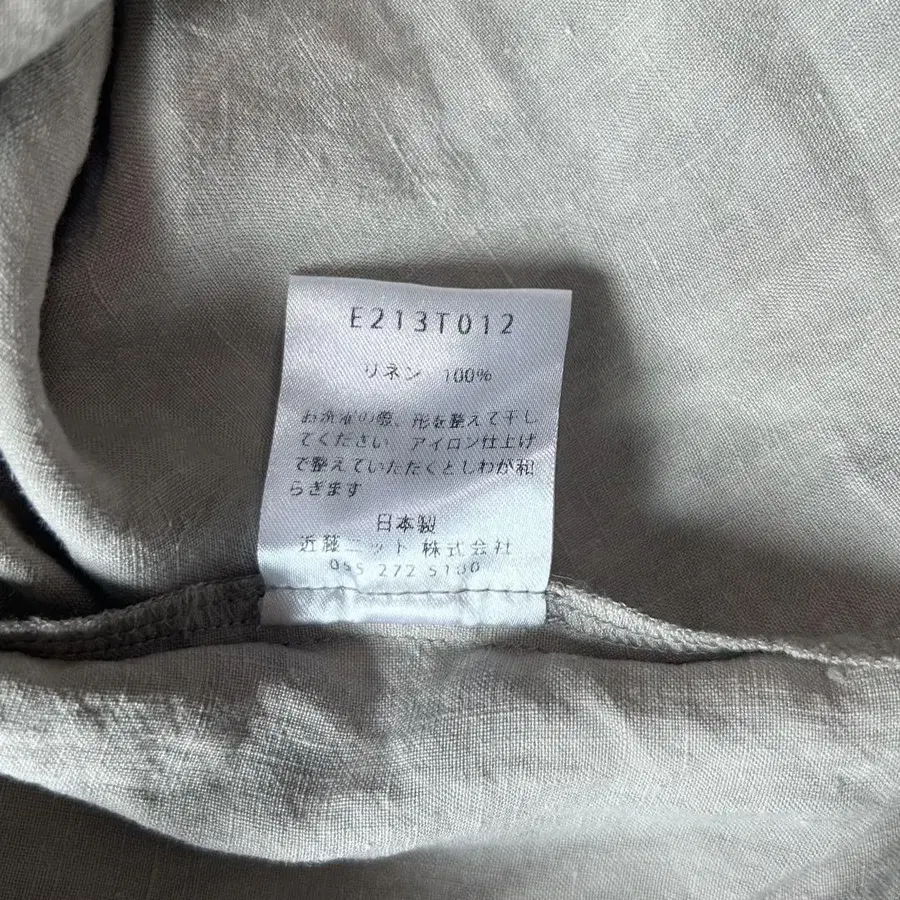 E213T012
リネン 100%
お洗濯の際、形を整えて干し
てください アイロン仕上げ
で整えていただくとしわが和
らぎます
日本製
近藤ニット 株式会社
055 272 5180